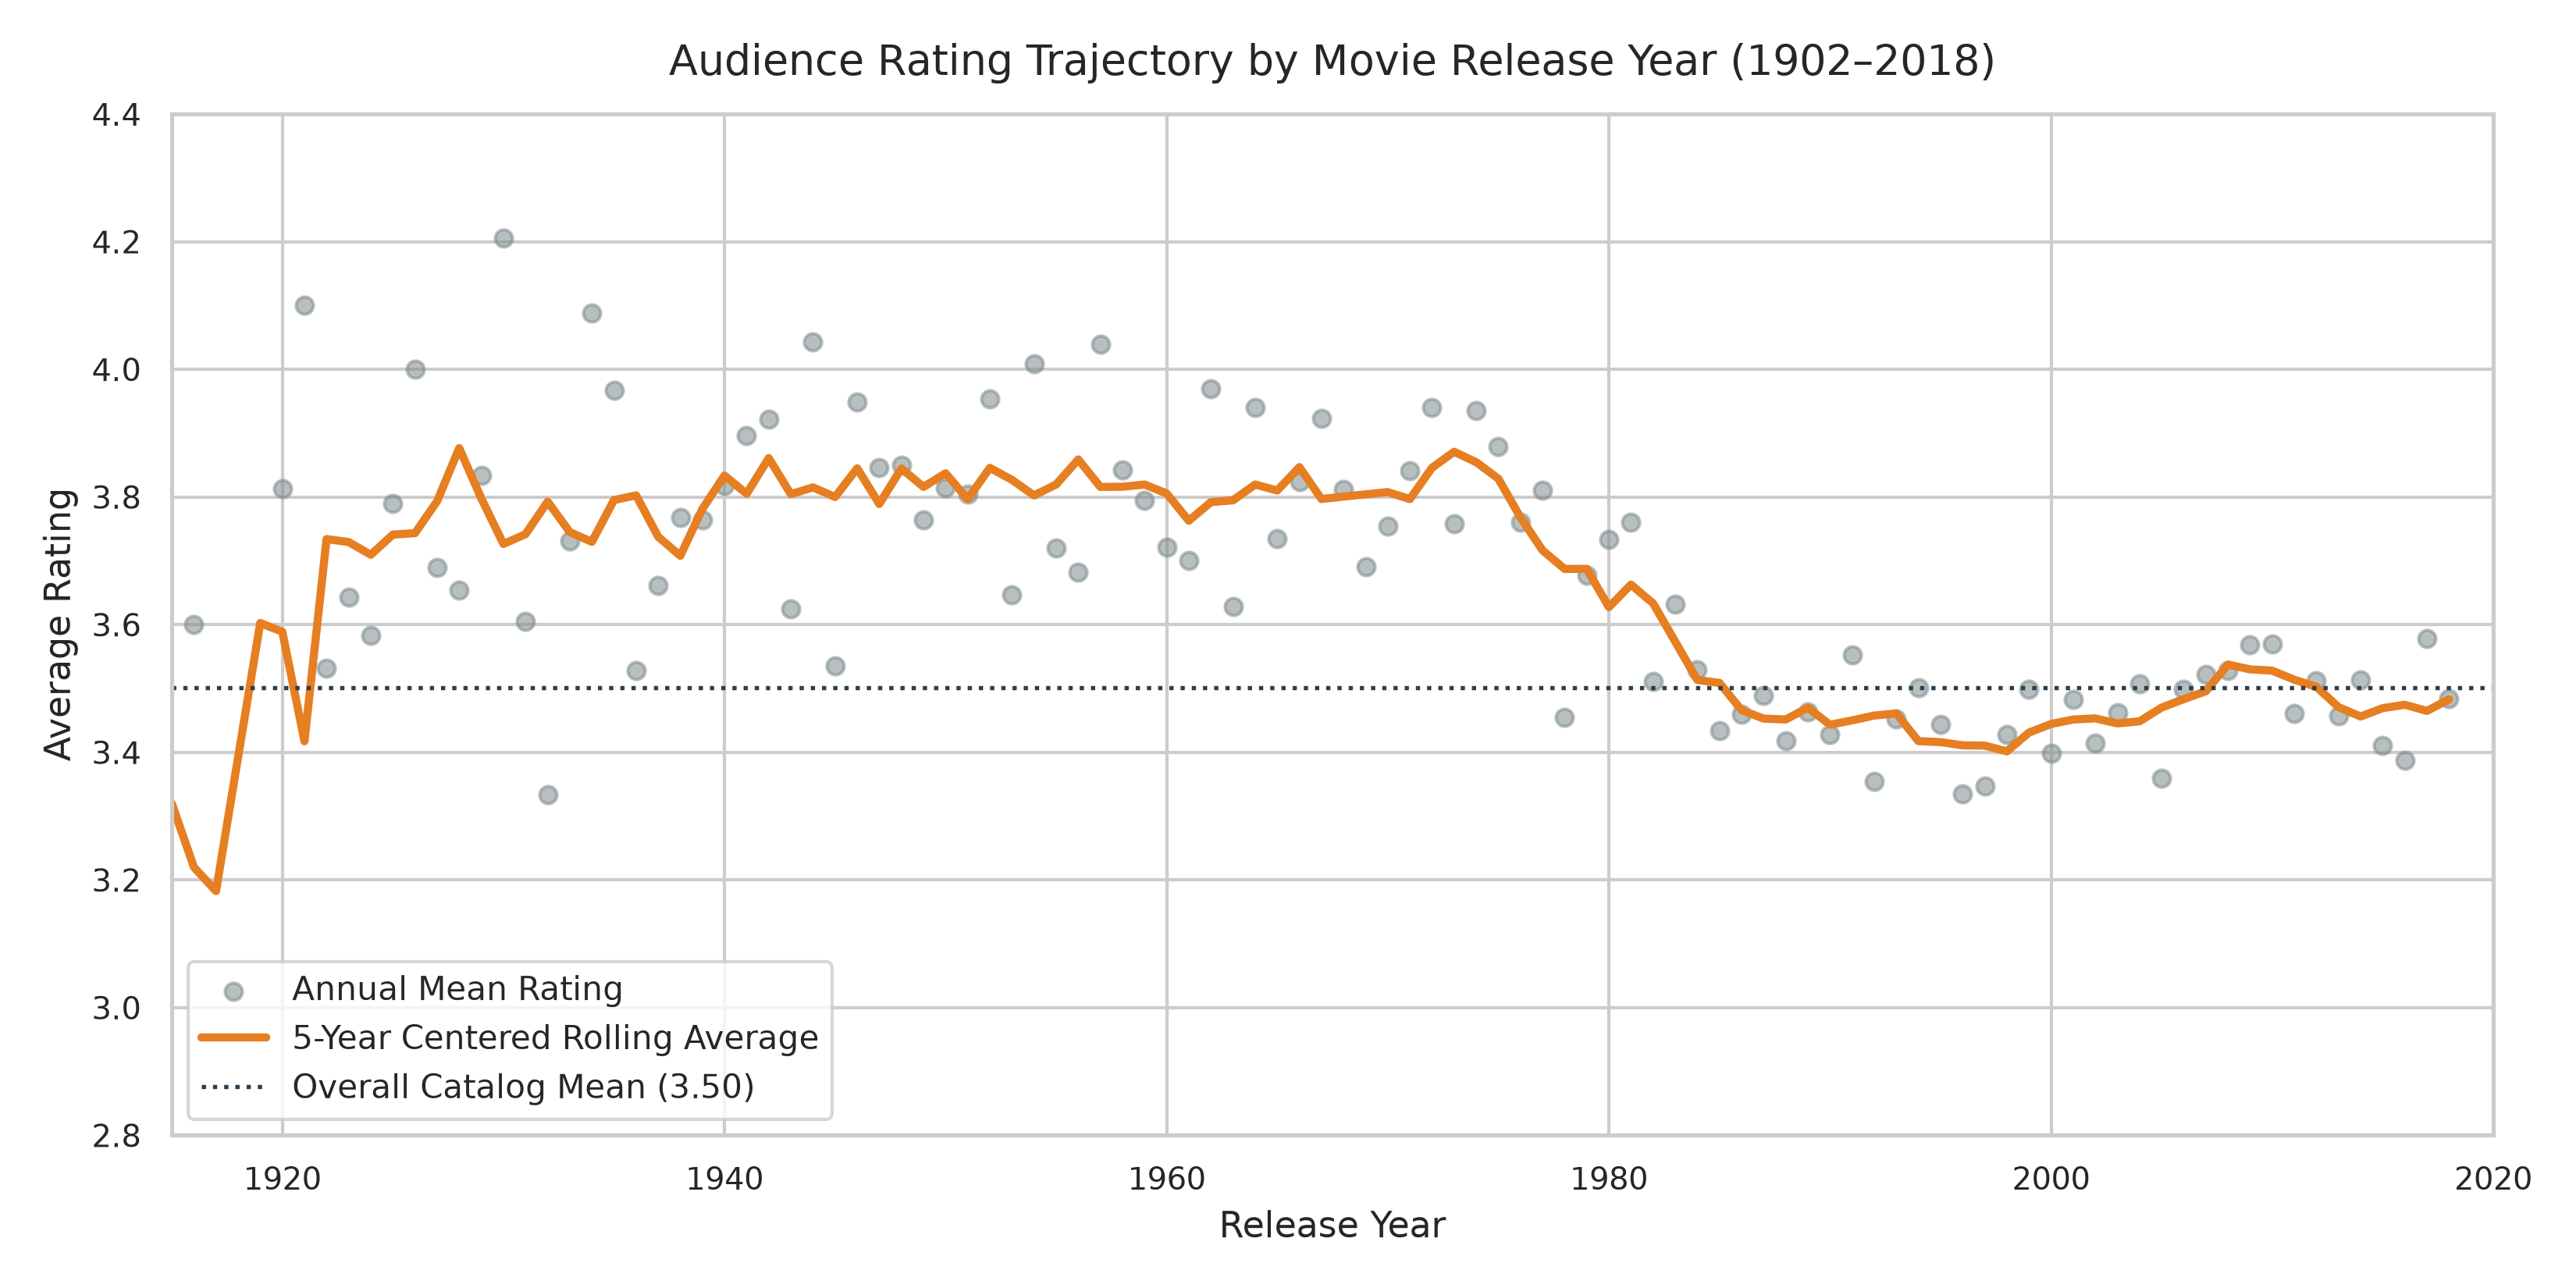 Audience Rating Trajectory by Movie Release Year (1902–2018)
4.4
4.2
4.0
3.8
3.6
3.4
3.2
3.0
2.8
Average Rating
Annual Mean Rating
5-Year Centered Rolling Average
Overall Catalog Mean (3.50)
1920 1940 1960 1980 2000 2020
Release Year